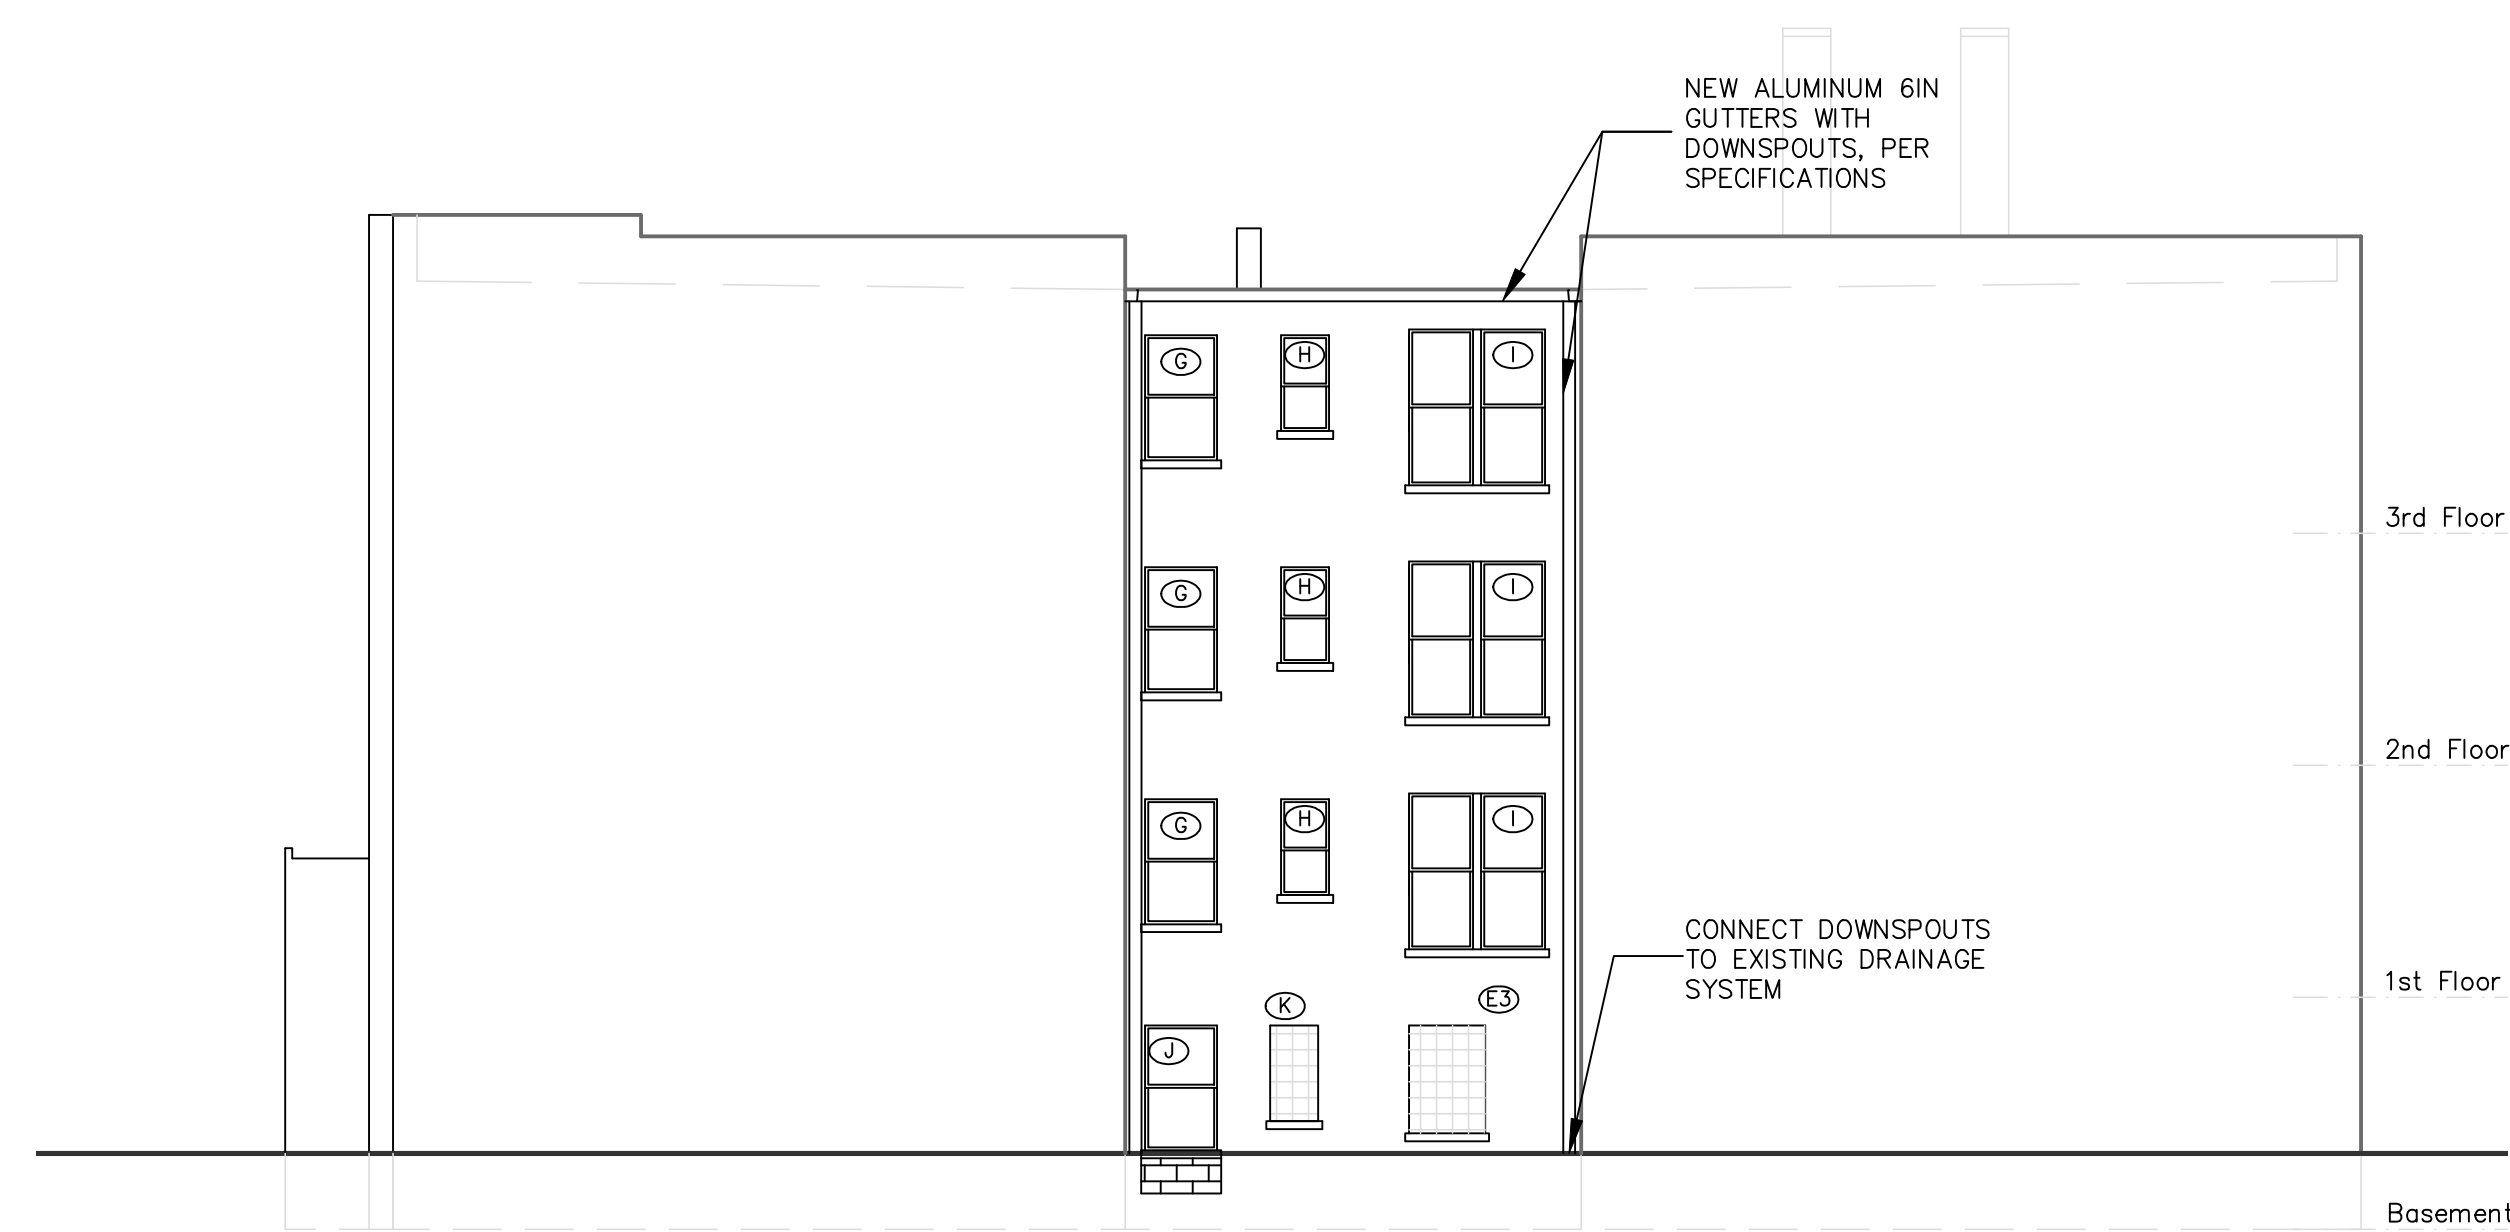 NEW ALUMINUM 6IN
GUTTERS WITH
DOWNSPOUTS, PER
SPECIFICATIONS
G
H
I
3rd Floor
G
H
I
2nd Floor
G
H
I
CONNECT DOWNSPOUTS
TO EXISTING DRAINAGE
SYSTEM
1st Floor
K
E3
J
Basement